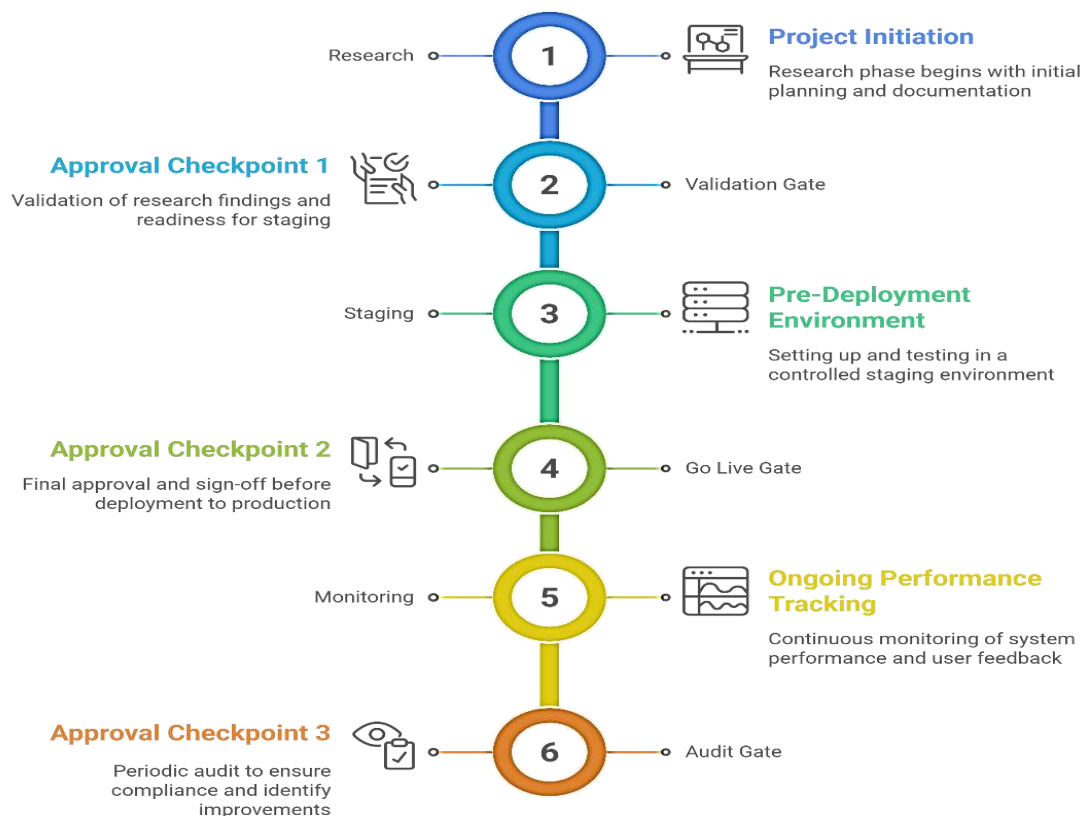 Research
1
Project Initiation
Research phase begins with initial
planning and documentation
Approval Checkpoint 1
Validation of research findings and
readiness for staging
2
Validation Gate
Staging
3
Pre-Deployment
Environment
Setting up and testing in a
controlled staging environment
Approval Checkpoint 2
Final approval and sign-off before
deployment to production
4
Go Live Gate
Monitoring
5
Ongoing Performance
Tracking
Continuous monitoring of system
performance and user feedback
Approval Checkpoint 3
Periodic audit to ensure
compliance and identify
improvements
6
Audit Gate